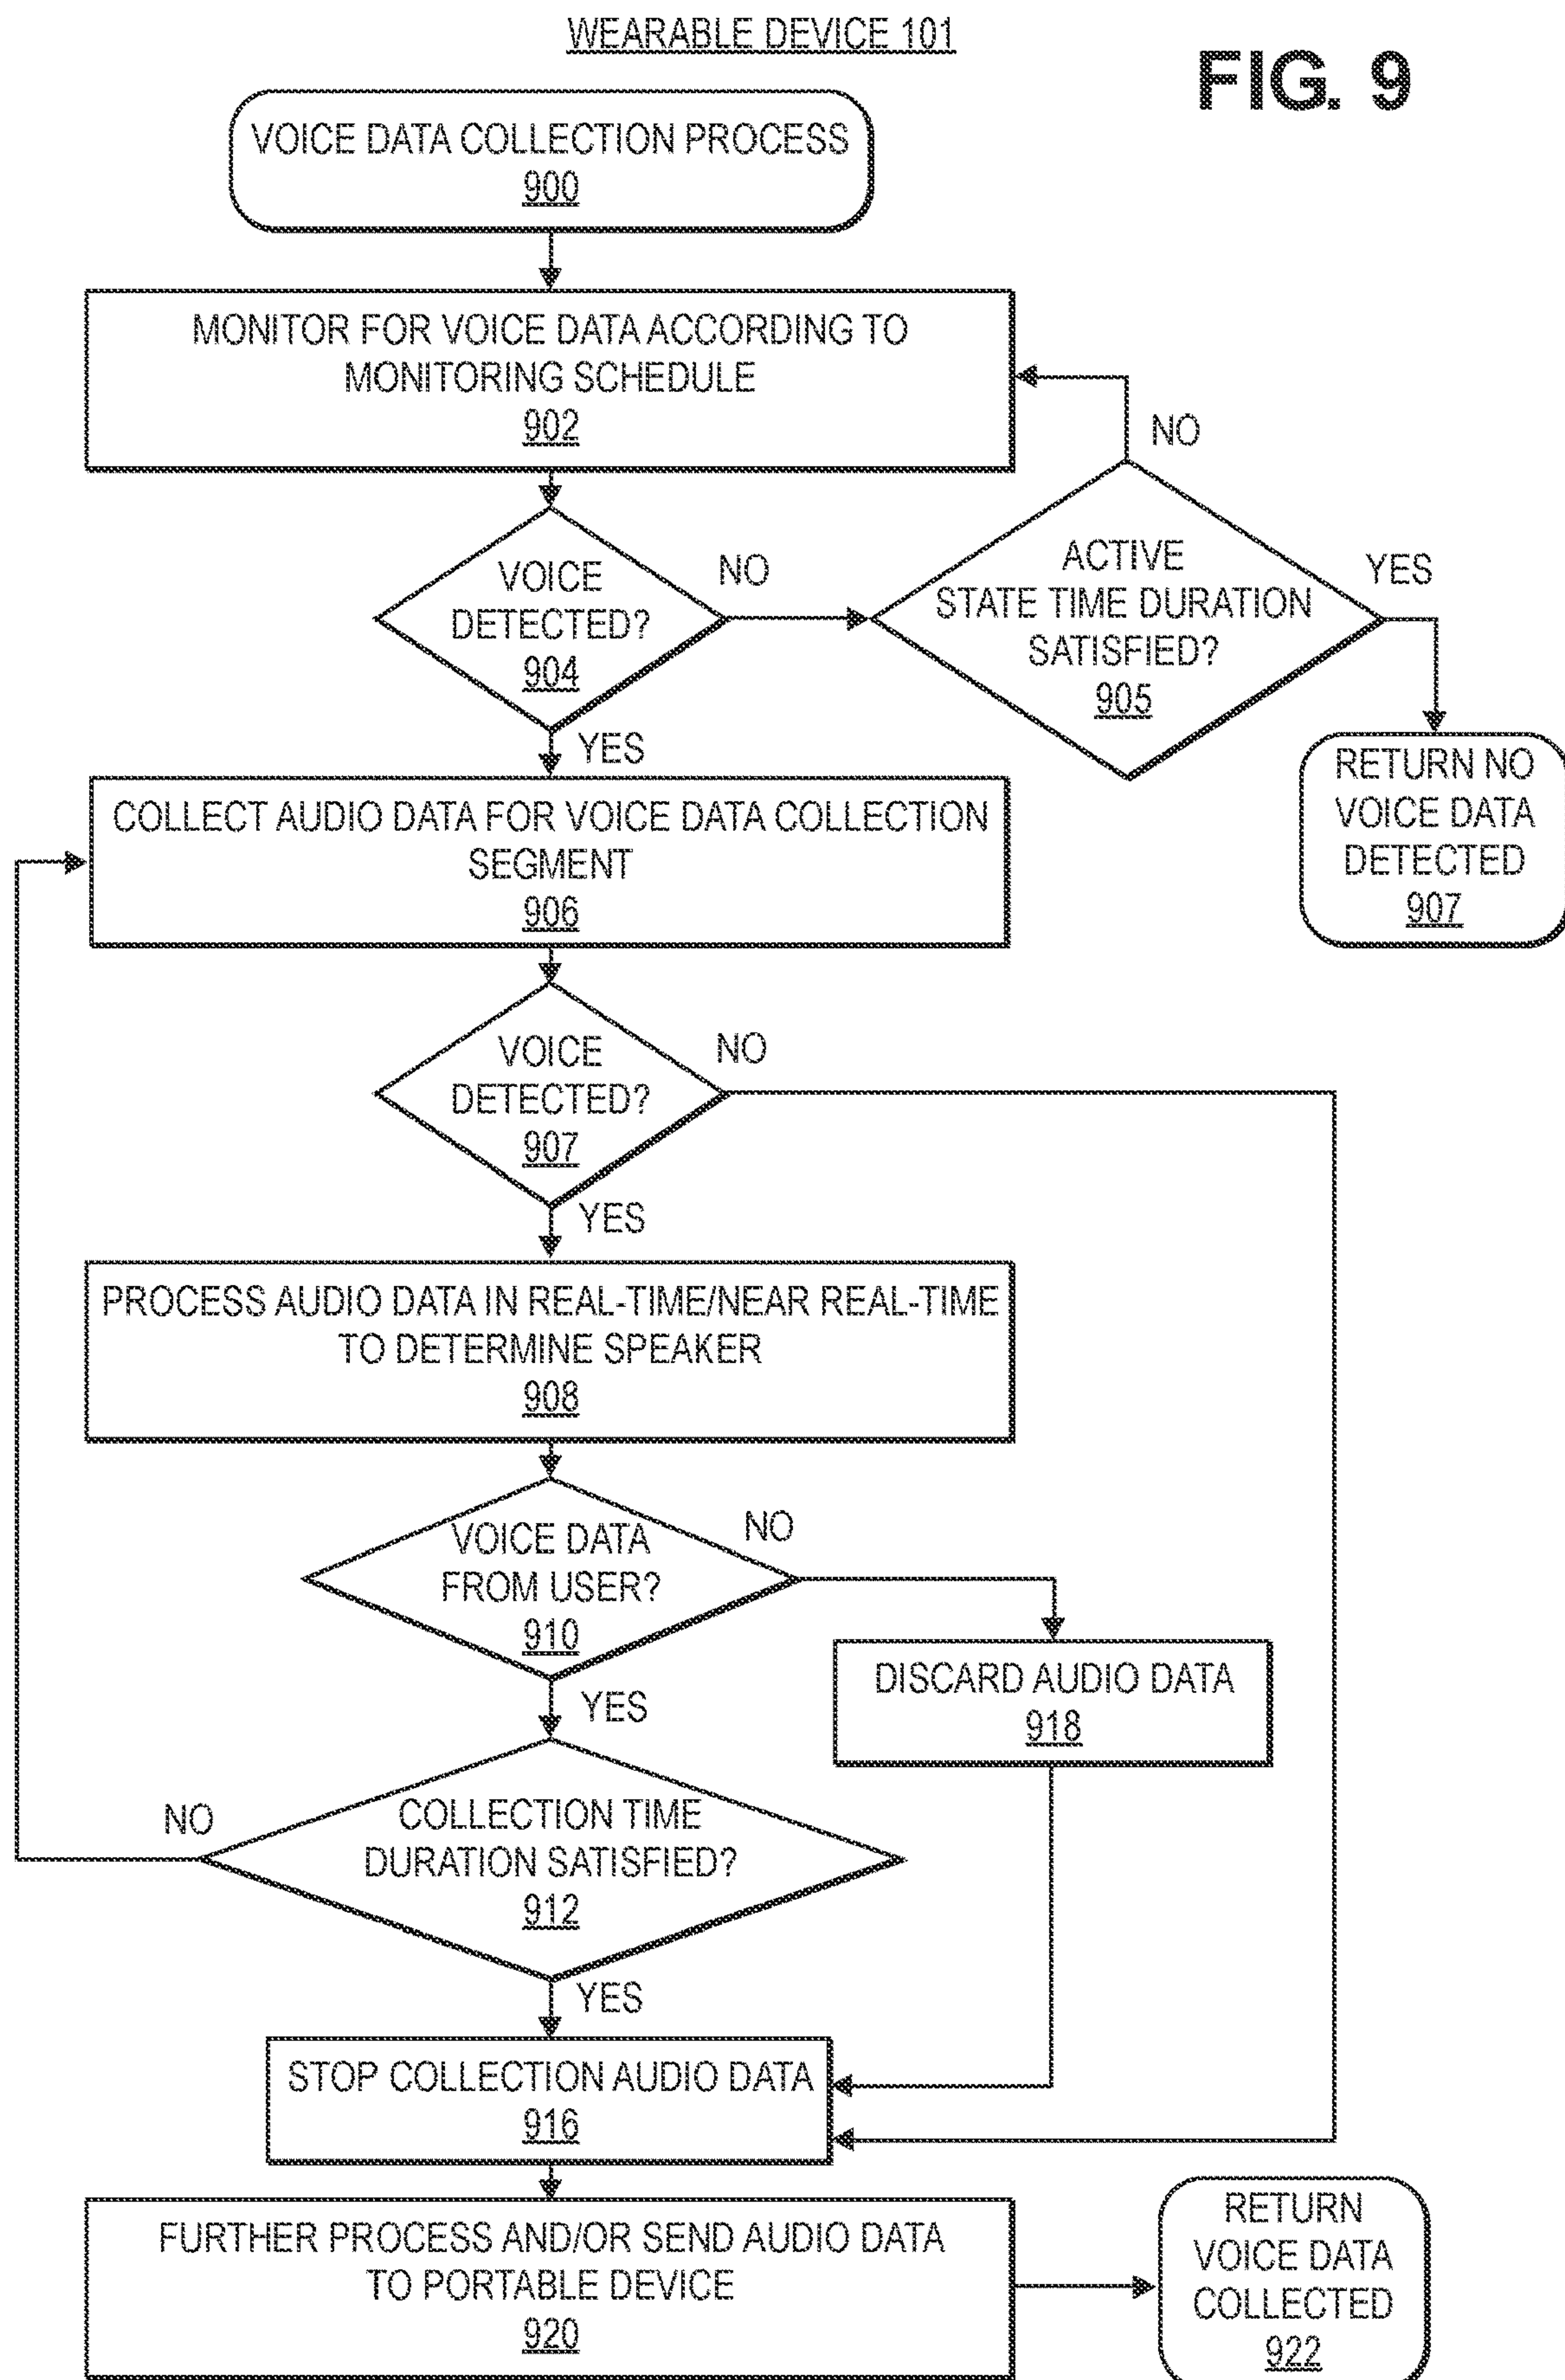 WEARABLE DEVICE 101
FIG. 9
VOICE DATA COLLECTION PROCESS
900
MONITOR FOR VOICE DATA ACCORDING TO
MONITORING SCHEDULE
902
NO
VOICE
DETECTED?
904
NO
ACTIVE
STATE TIME DURATION
SATISFIED?
905
YES
YES
RETURN NO
VOICE DATA
DETECTED
907
COLLECT AUDIO DATA FOR VOICE DATA COLLECTION
SEGMENT
906
VOICE
DETECTED?
907
NO
YES
PROCESS AUDIO DATA IN REAL-TIME/NEAR REAL-TIME
TO DETERMINE SPEAKER
908
VOICE DATA
FROM USER?
910
NO
YES
DISCARD AUDIO DATA
918
NO
COLLECTION TIME
DURATION SATISFIED?
912
YES
STOP COLLECTION AUDIO DATA
916
FURTHER PROCESS AND/OR SEND AUDIO DATA
TO PORTABLE DEVICE
920
RETURN
VOICE DATA
COLLECTED
922